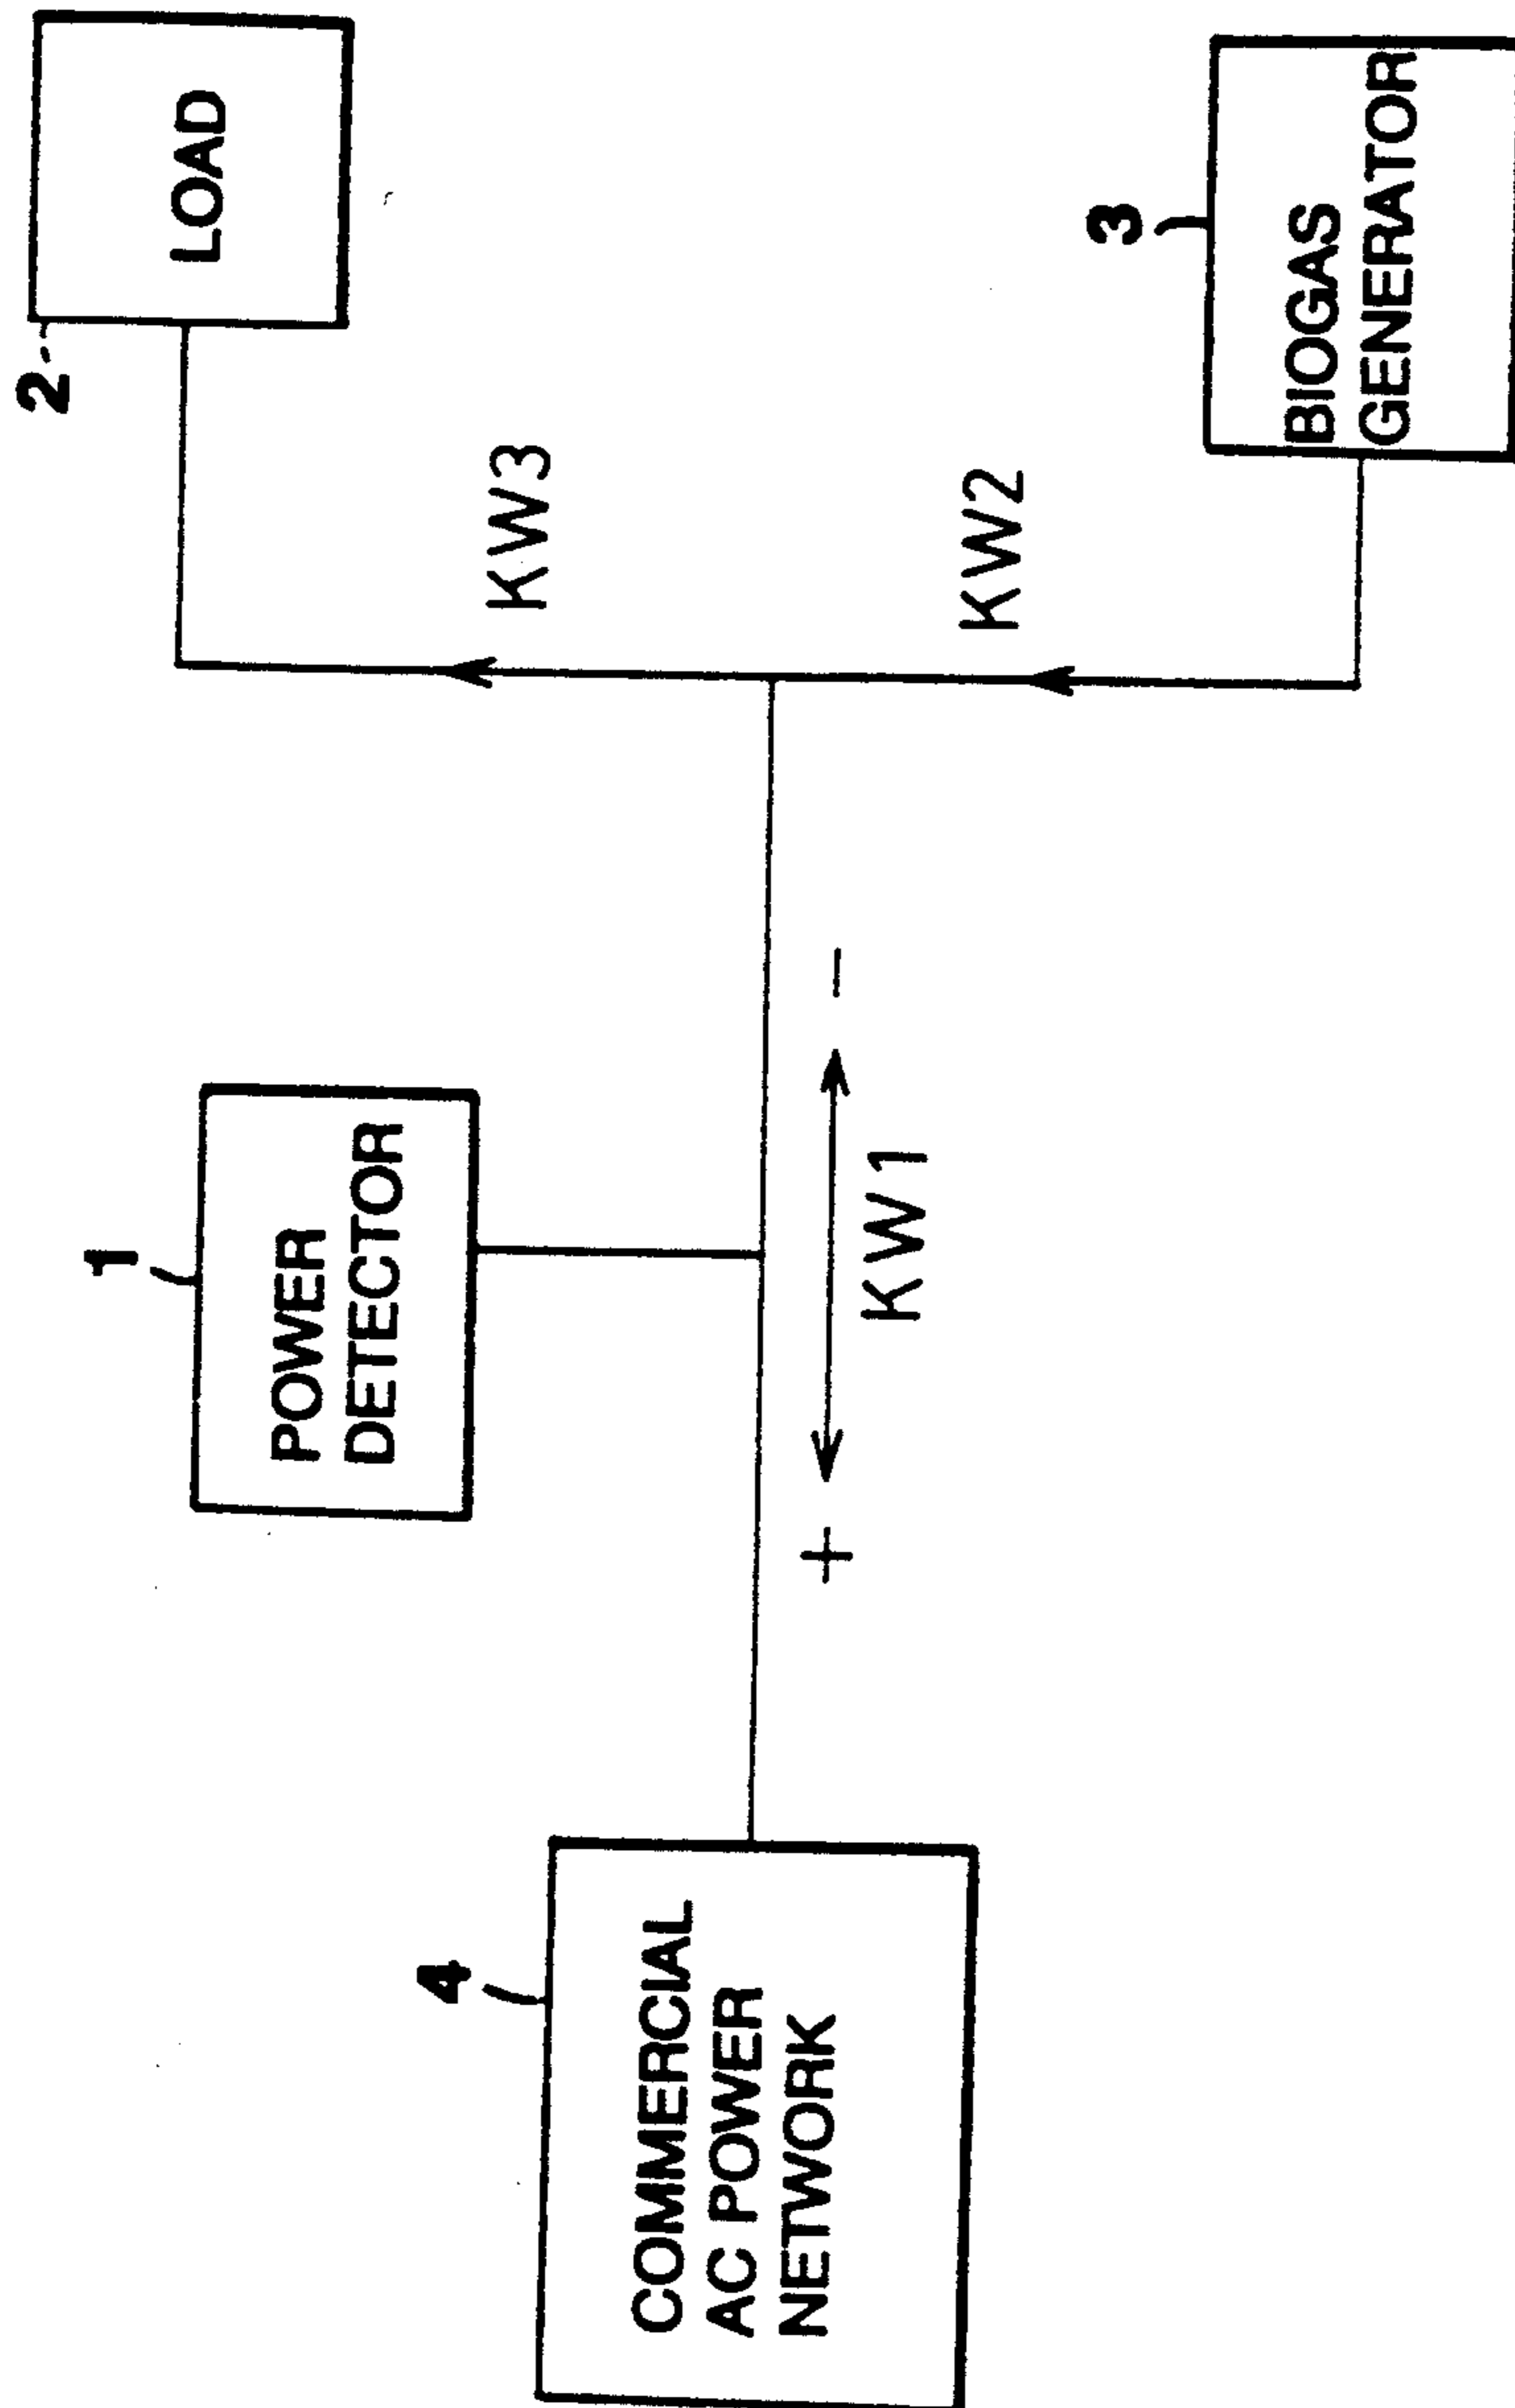 2
LOAD
KW3
1
POWER
DETECTOR
4
COMMERCIAL
AC POWER
NETWORK
+
-
KW1
KW2
3
BIOGAS
GENERATOR